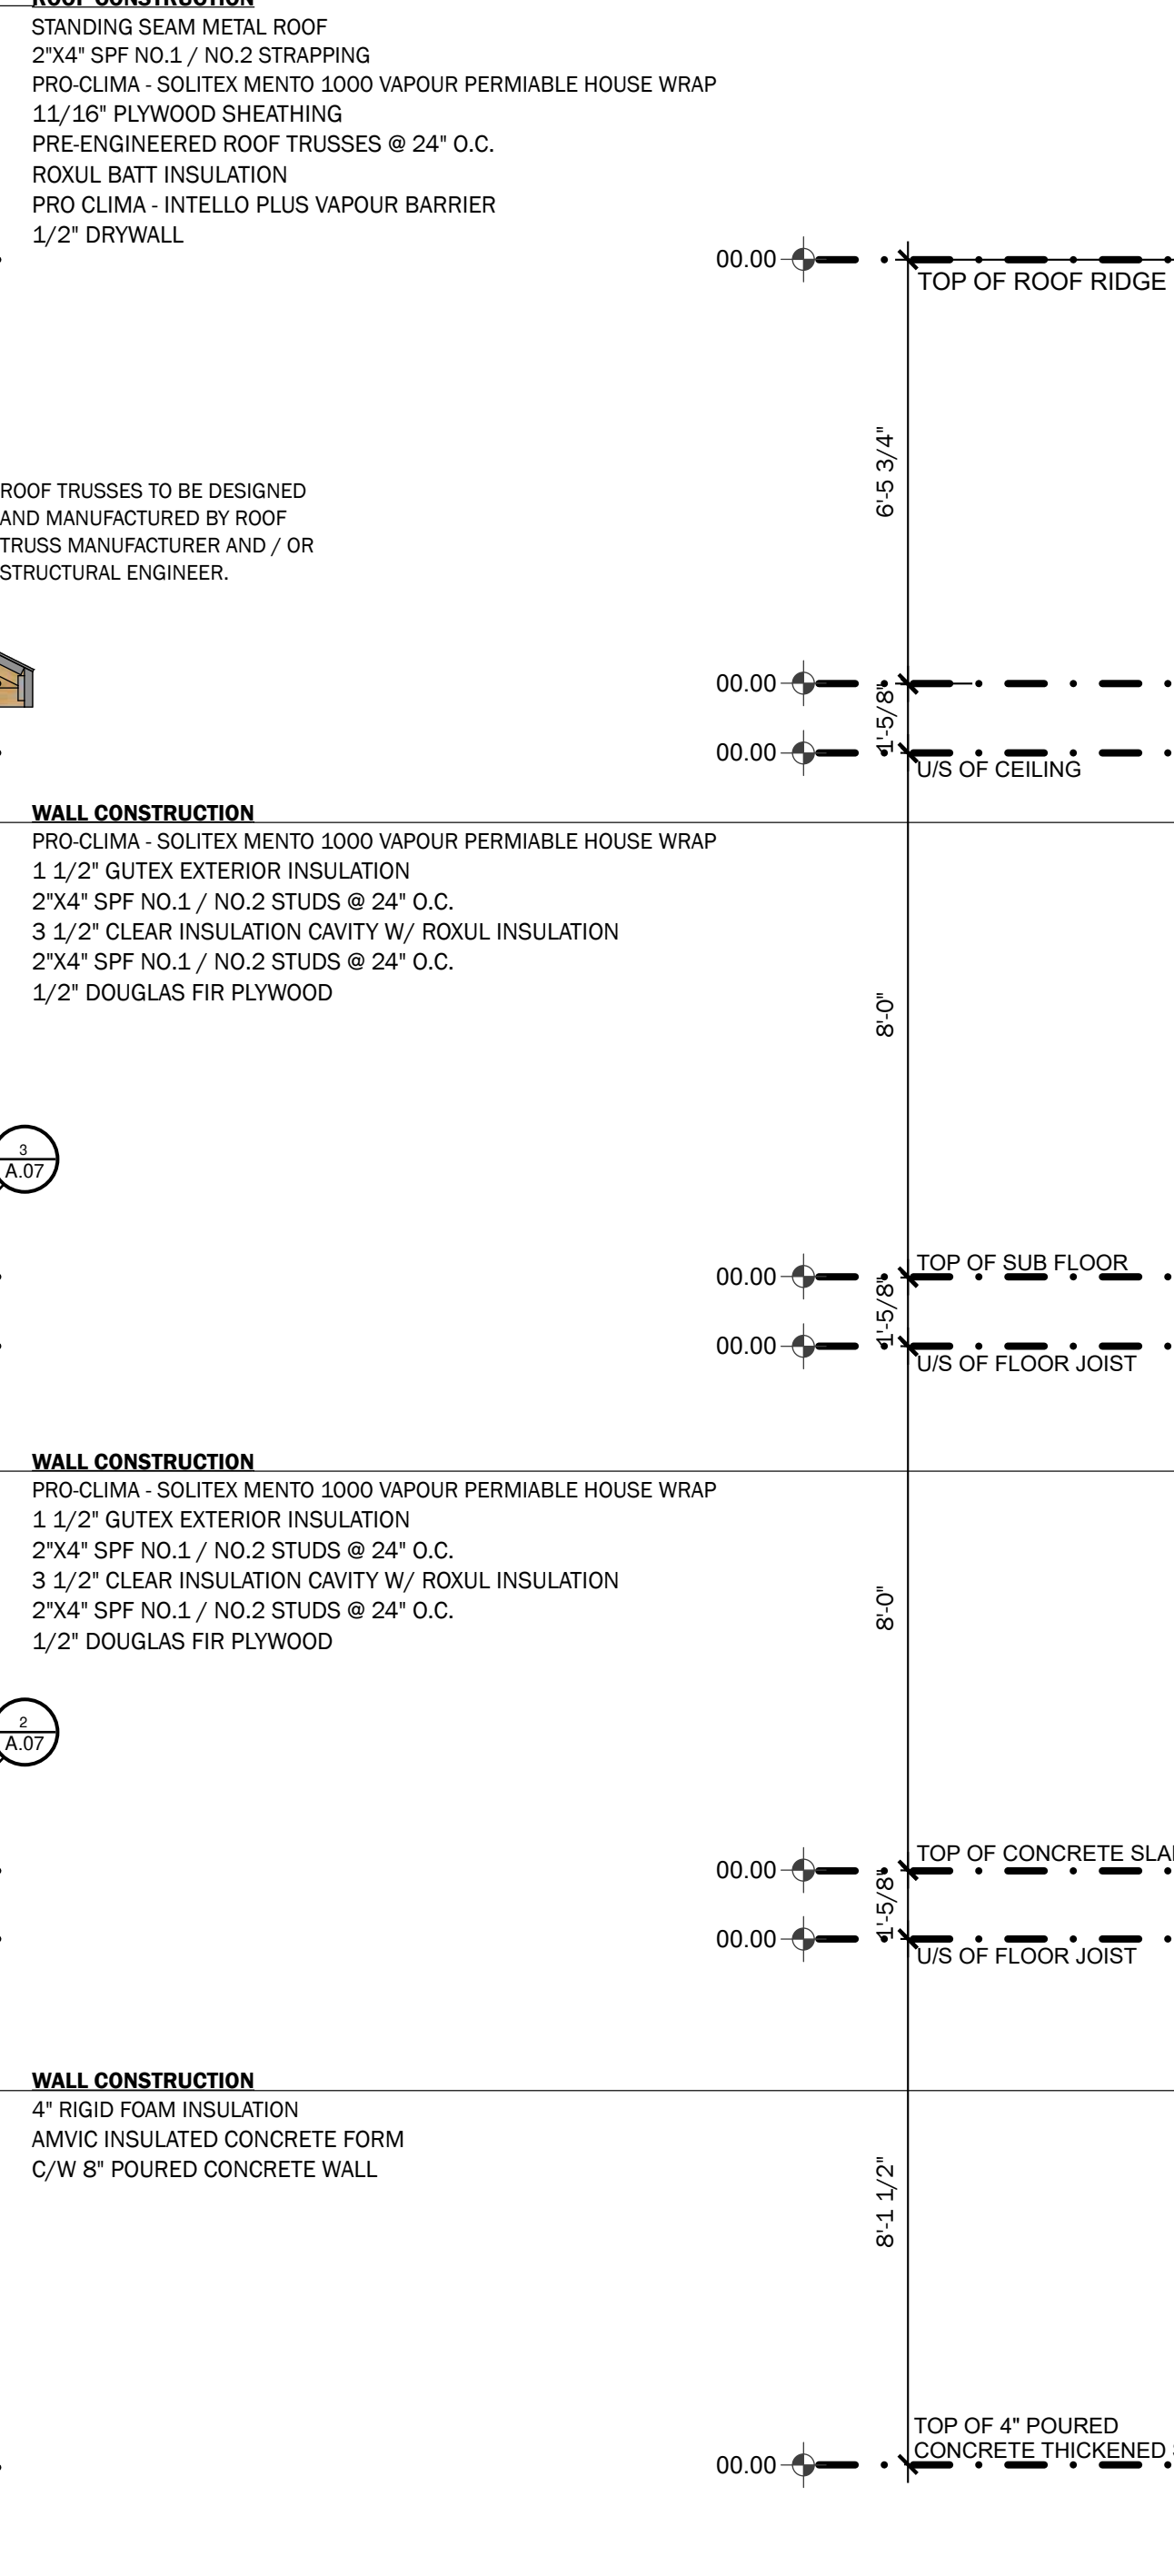 ROOF CONSTRUCTION
STANDING SEAM METAL ROOF
2"X4" SPF NO.1 / NO.2 STRAPPING
PRO-CLIMA - SOLITEX MENTO 1000 VAPOUR PERMIABLE HOUSE WRAP
11/16" PLYWOOD SHEATHING
PRE-ENGINEERED ROOF TRUSSES @ 24" O.C.
ROXUL BATT INSULATION
PRO CLIMA - INTELLO PLUS VAPOUR BARRIER
1/2" DRYWALL
00.00
TOP OF ROOF RIDGE
6'-5 3/4"
ROOF TRUSSES TO BE DESIGNED
AND MANUFACTURED BY ROOF
TRUSS MANUFACTURER AND / OR
STRUCTURAL ENGINEER.
00.00
1'-5/8"
00.00
U/S OF CEILING
WALL CONSTRUCTION
PRO-CLIMA - SOLITEX MENTO 1000 VAPOUR PERMIABLE HOUSE WRAP
1 1/2" GUTEX EXTERIOR INSULATION
2"X4" SPF NO.1 / NO.2 STUDS @ 24" O.C.
3 1/2" CLEAR INSULATION CAVITY W/ ROXUL INSULATION
2"X4" SPF NO.1 / NO.2 STUDS @ 24" O.C.
1/2" DOUGLAS FIR PLYWOOD
8'-0"
3
A.07
TOP OF SUB FLOOR
00.00
1'-5/8"
00.00
U/S OF FLOOR JOIST
WALL CONSTRUCTION
PRO-CLIMA - SOLITEX MENTO 1000 VAPOUR PERMIABLE HOUSE WRAP
1 1/2" GUTEX EXTERIOR INSULATION
2"X4" SPF NO.1 / NO.2 STUDS @ 24" O.C.
3 1/2" CLEAR INSULATION CAVITY W/ ROXUL INSULATION
2"X4" SPF NO.1 / NO.2 STUDS @ 24" O.C.
1/2" DOUGLAS FIR PLYWOOD
8'-0"
2
A.07
TOP OF CONCRETE
00.00
1'-5/8"
00.00
U/S OF FLOOR JOIST
WALL CONSTRUCTION
4" RIGID FOAM INSULATION
AMVIC INSULATED CONCRETE FORM
C/W 8" POURED CONCRETE WALL
8'-1 1/2"
TOP OF 4" POURED
CONCRETE THICKENED
00.00